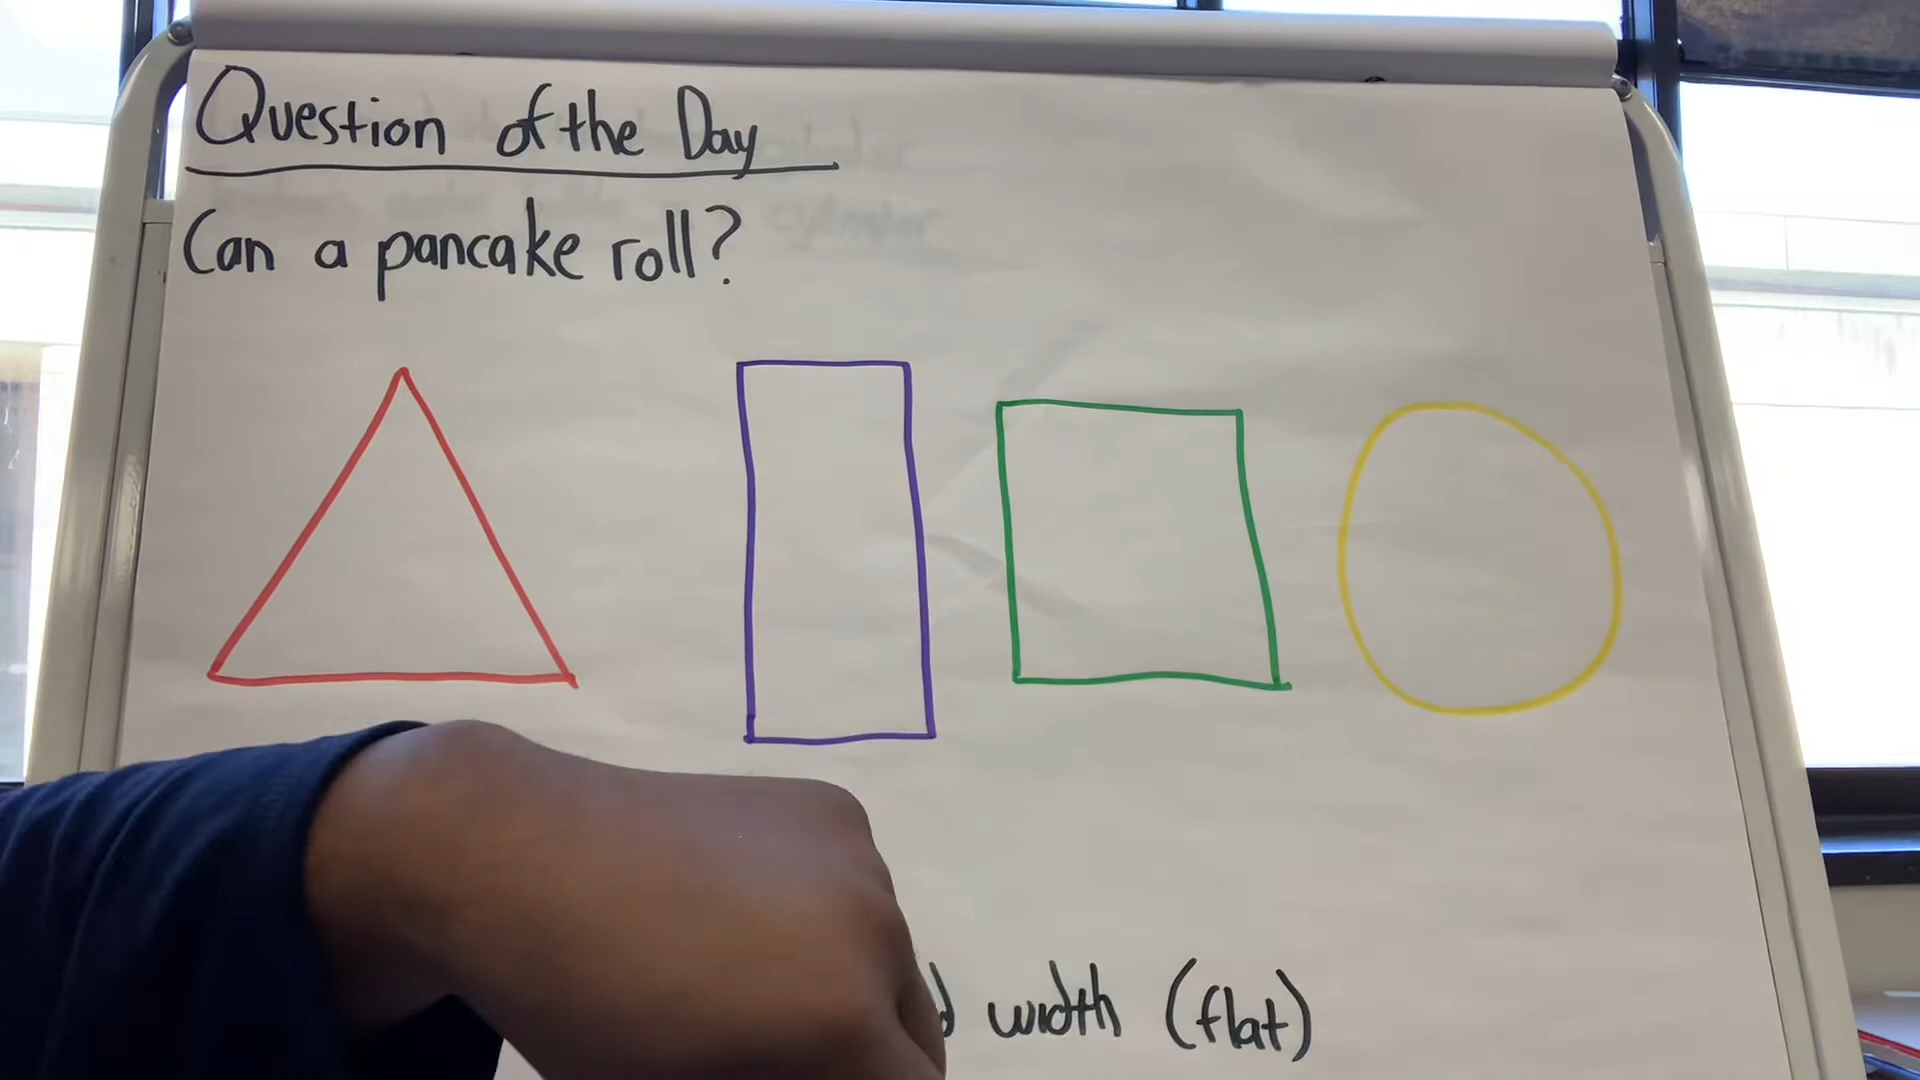 Question of the Day
Can a pancake roll?
width (flat)